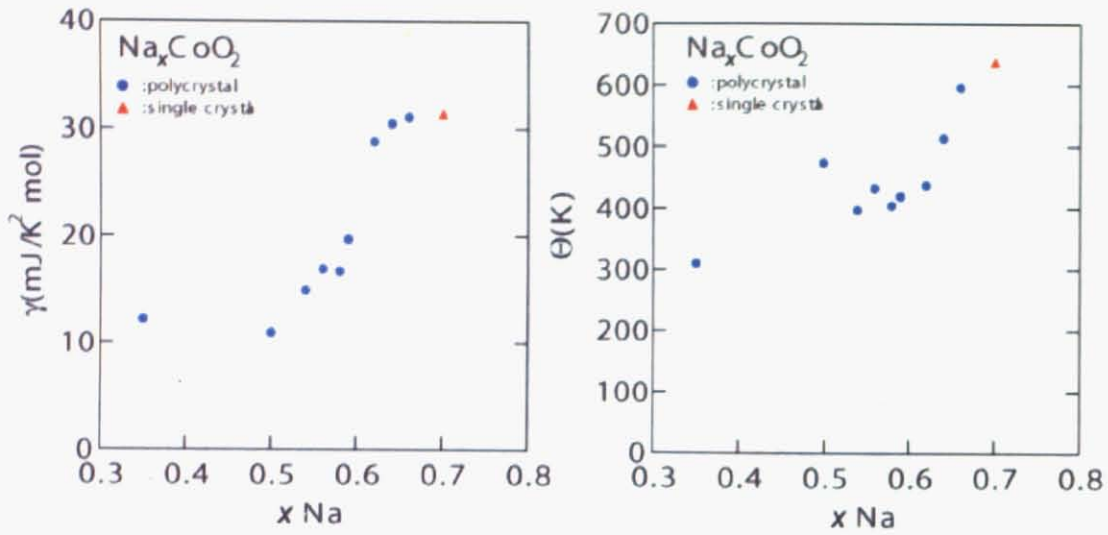 40
30
20
10
0
γ(mJ/K² mol)
NaₓCoO₂
:polycrystal
:single crysta
0.3 0.4 0.5 0.6 0.7 0.8
x Na
700
600
500
400
300
200
100
0
Θ(K)
NaₓCoO₂
:polycrystal
:single crysta
0.3 0.4 0.5 0.6 0.7 0.8
x Na